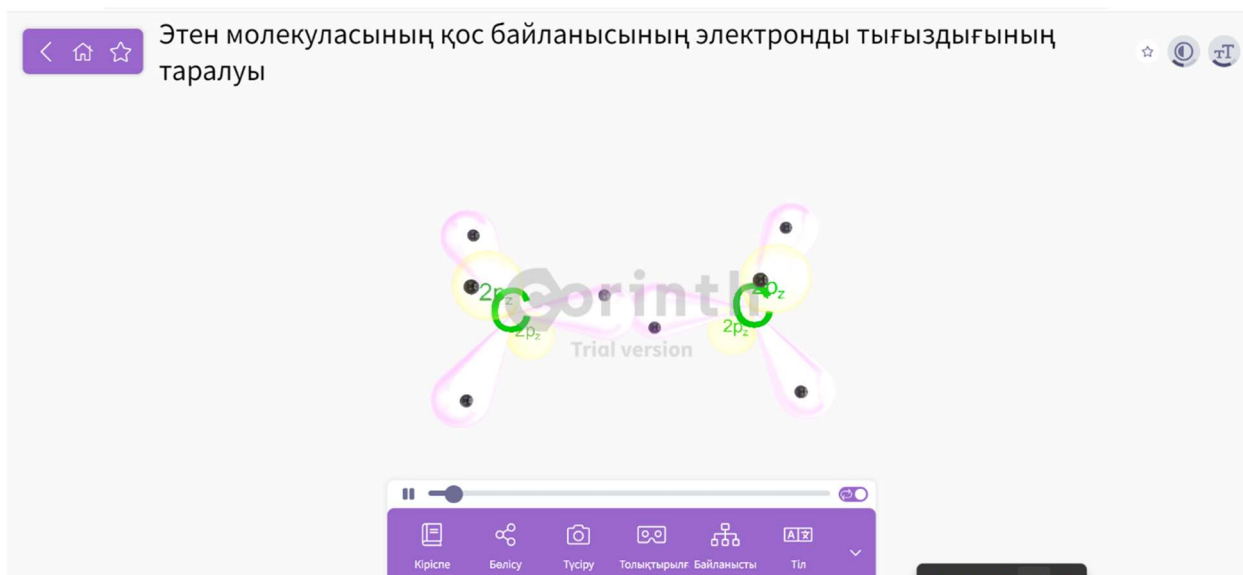 Этен молекуласының қос байланысының электронды тығыздығының
таралуы
тT
2pz
C
2pz
2pz
C
2pz
Corinth
Trial version
Кіріспе
Бөлісу
Түсіру
Толықтырылғ
Байланысты
Тіл